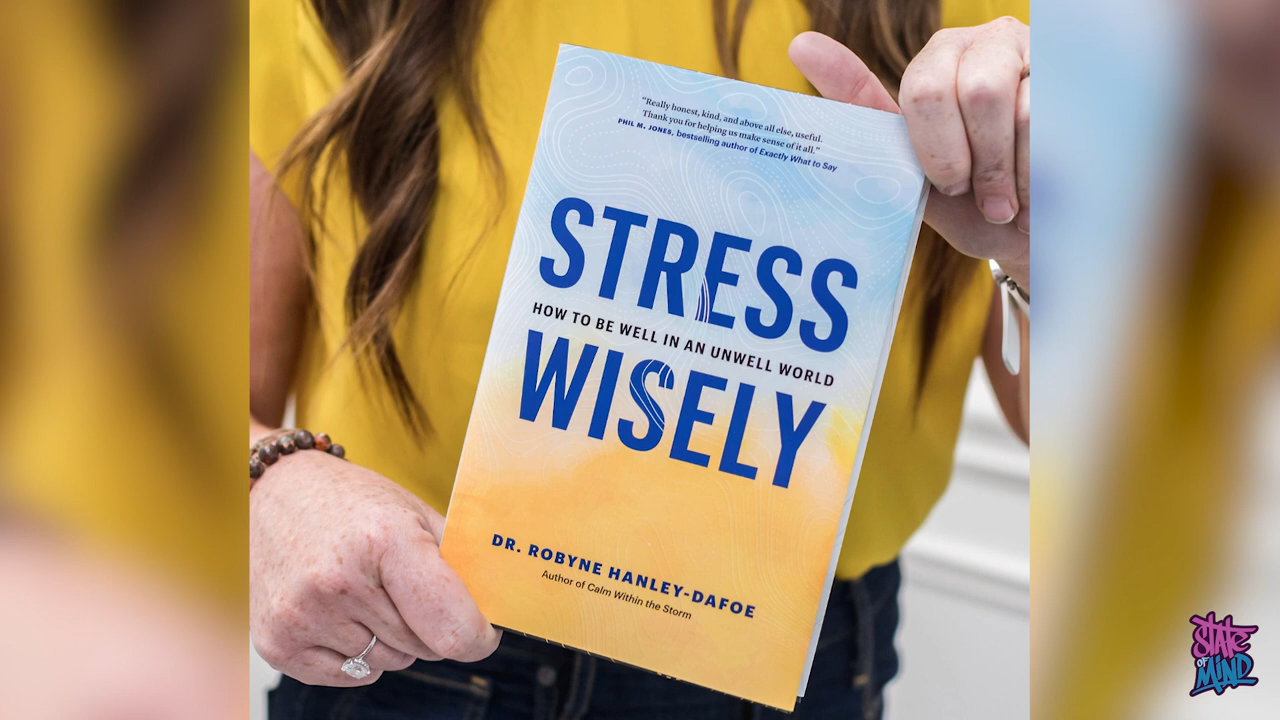 “Really honest, kind, and above all else, useful.
Thank you for helping us make sense of it all.”
PHIL M. JONES, bestselling author of Exactly What to Say
STRESS
HOW TO BE WELL IN AN UNWELL WORLD
WISELY
DR. ROBYNE HANLEY-DAFOE
Author of Calm Within the Storm
STATE
OF
MIND